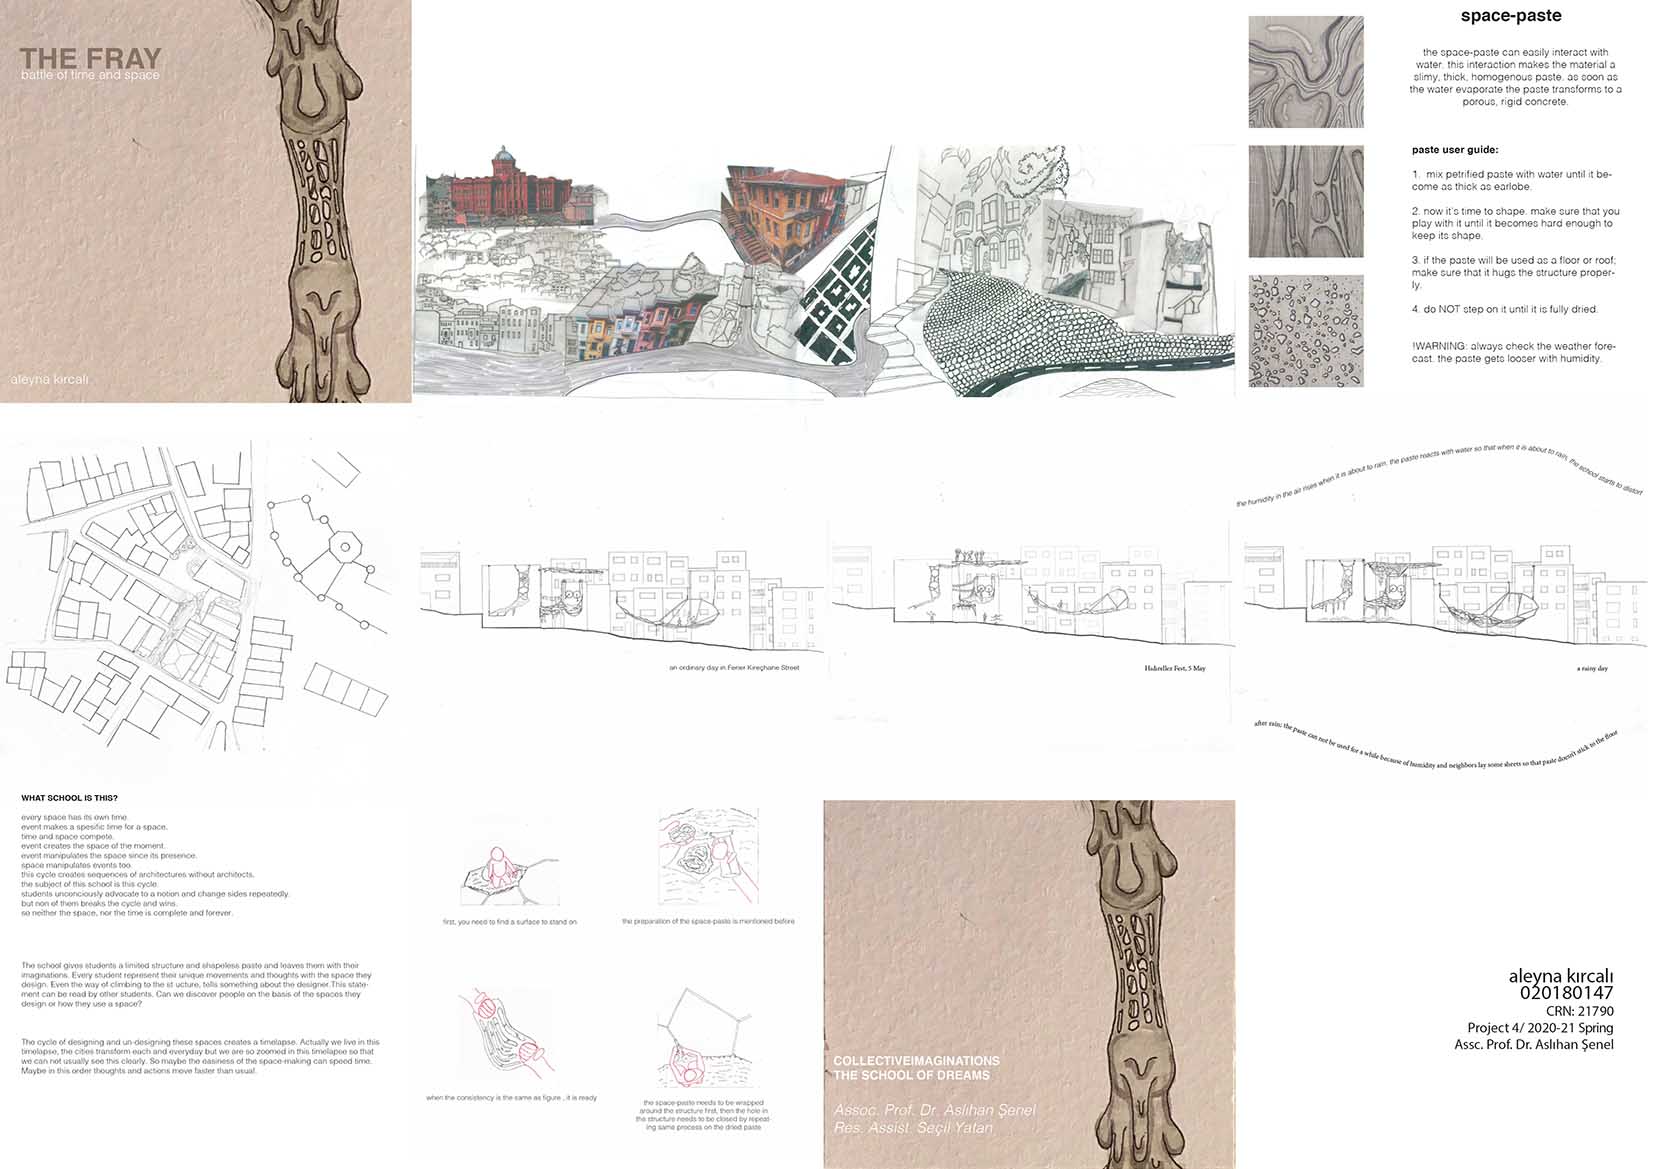 THE FRAY
battle of time and space
aleyna kırcalı
space-paste
the space-paste can easily interact with
water. this interaction makes the material a
slimy, thick, homogenous paste. as soon as
the water evaporate the paste transforms to a
porous, rigid concrete.
paste user guide:
1. mix petrified paste with water until it be-
come as thick as earlobe.
2. now it's time to shape. make sure that you
play with it until it becomes hard enough to
keep its shape.
3. if the paste will be used as a floor or roof;
make sure that it hugs the structure proper-
ly.
4. do NOT step on it until it is fully dried.
!WARNING: always check the weather fore-
cast. the paste gets looser with humidity.
an ordinary day in Fener Kireçhane Street
Hıdırellez Fest, 5 May
the humidity in the air rises when it is about to rain. the paste reacts with water so that when it is about to rain, the school starts to distort
a rainy day
after rain; the paste can not be used for a while because of humidity and neighbors lay some sheets so that paste doesn't stick to the floor
WHAT SCHOOL IS THIS?
every space has its own time.
event makes a spesific time for a space.
time and space compete.
event creates the space of the moment.
event manipulates the space since its presence.
space manipulates events too.
this cycle creates sequences of architectures without architects.
the subject of this school is this cycle.
students unconciously advocate to a notion and change sides repeatedly.
but non of them breaks the cycle and wins.
so neither the space, nor the time is complete and forever.
The school gives students a limited structure and shapeless paste and leaves them with their
imaginations. Every student represent their unique movements and thoughts with the space they
design. Even the way of climbing to the st ucture, tells something about the designer.This state-
ment can be read by other students. Can we discover people on the basis of the spaces they
design or how they use a space?
The cycle of designing and un-designing these spaces creates a timelapse. Actually we live in this
timelapse, the cities transform each and everyday but we are so zoomed in this timelapse so that
we can not usually see this clearly. So maybe the easiness of the space-making can speed time.
Maybe in this order thoughts and actions move faster than usual.
first, you need to find a surface to stand on
the preparation of the space-paste is mentioned before
when the consistency is the same as figure , it is ready
the space-paste needs to be wrapped
around the structure first, then the hole in
the structure needs to be closed by repeat-
ing same process on the dried paste
COLLECTIVEIMAGINATIONS
THE SCHOOL OF DREAMS
Assoc. Prof. Dr. Aslıhan Şenel
Res. Assist. Seçil Yatan
aleyna kırcalı
020180147
CRN: 21790
Project 4/ 2020-21 Spring
Assc. Prof. Dr. Aslıhan Şenel